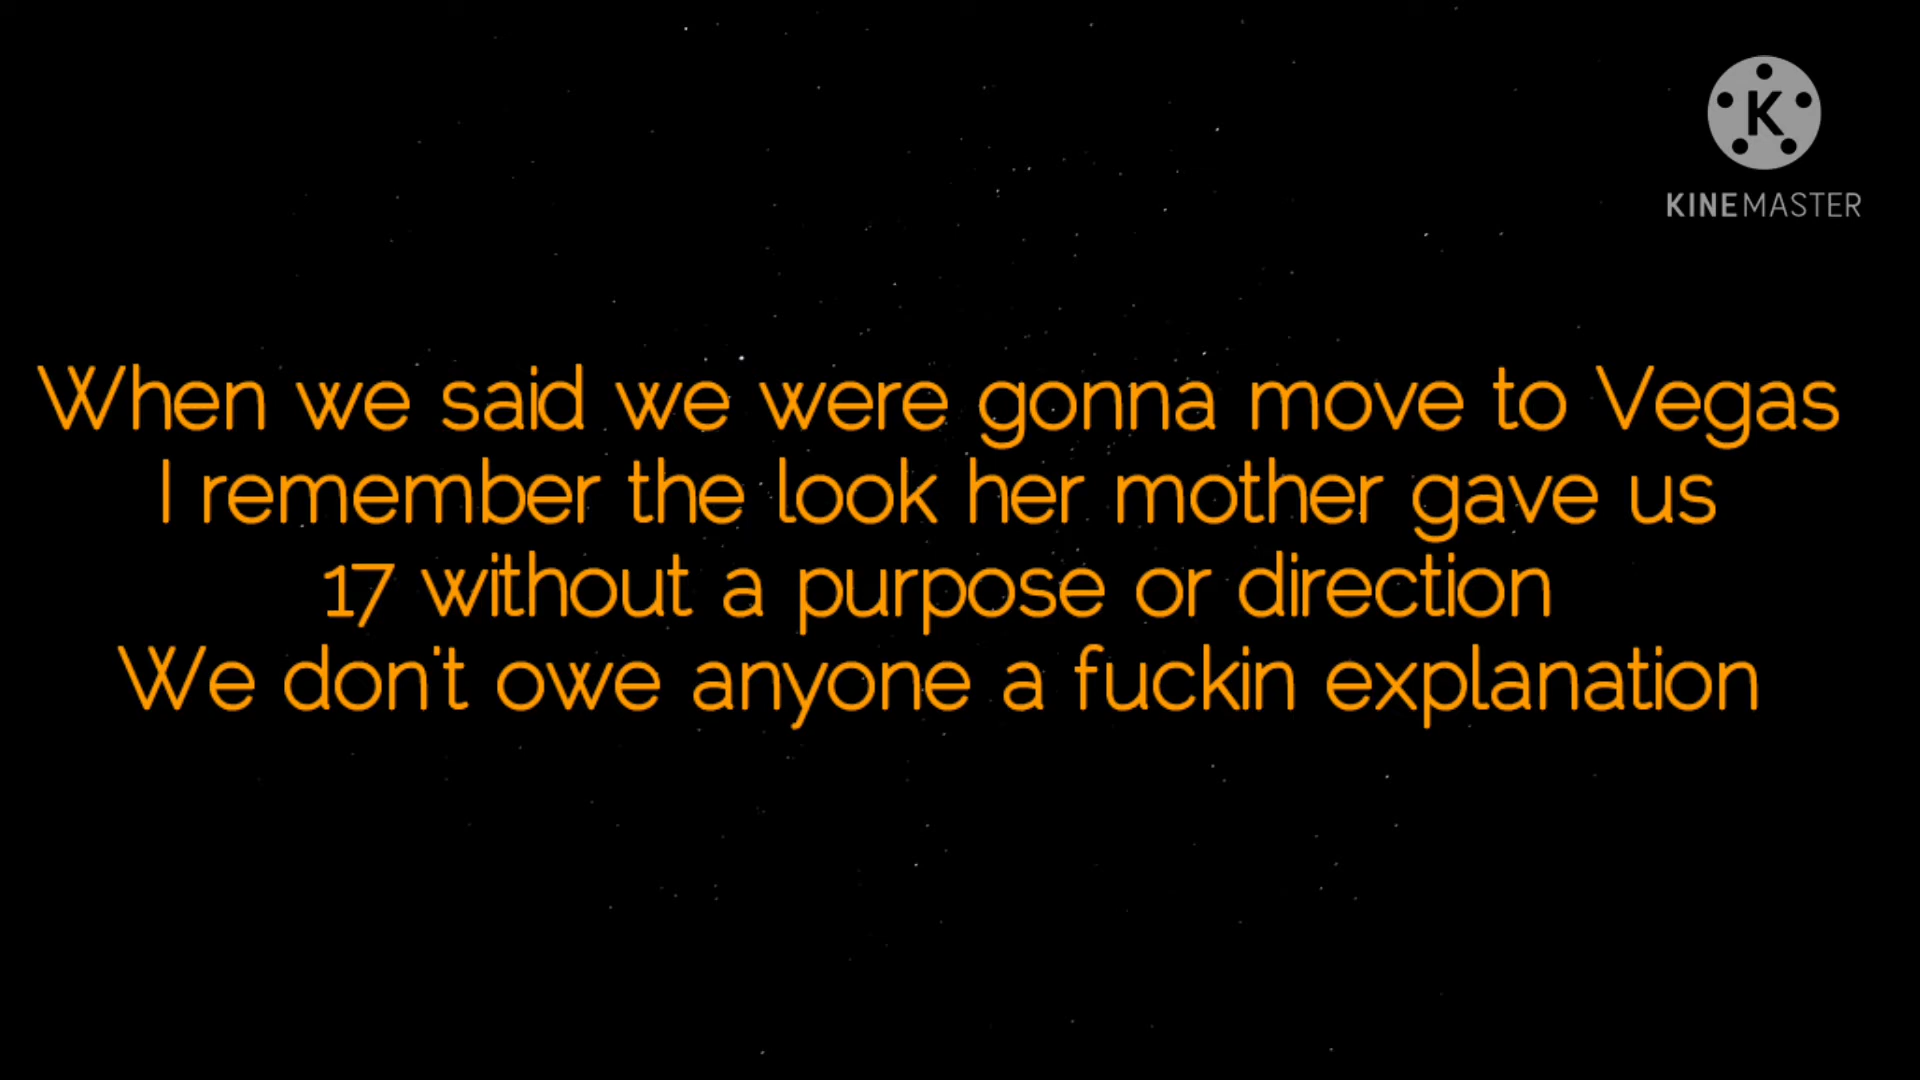 K
KINEMASTER
When we said we were gonna move to Vegas
I remember the look her mother gave us
17 without a purpose or direction
We don't owe anyone a fuckin explanation